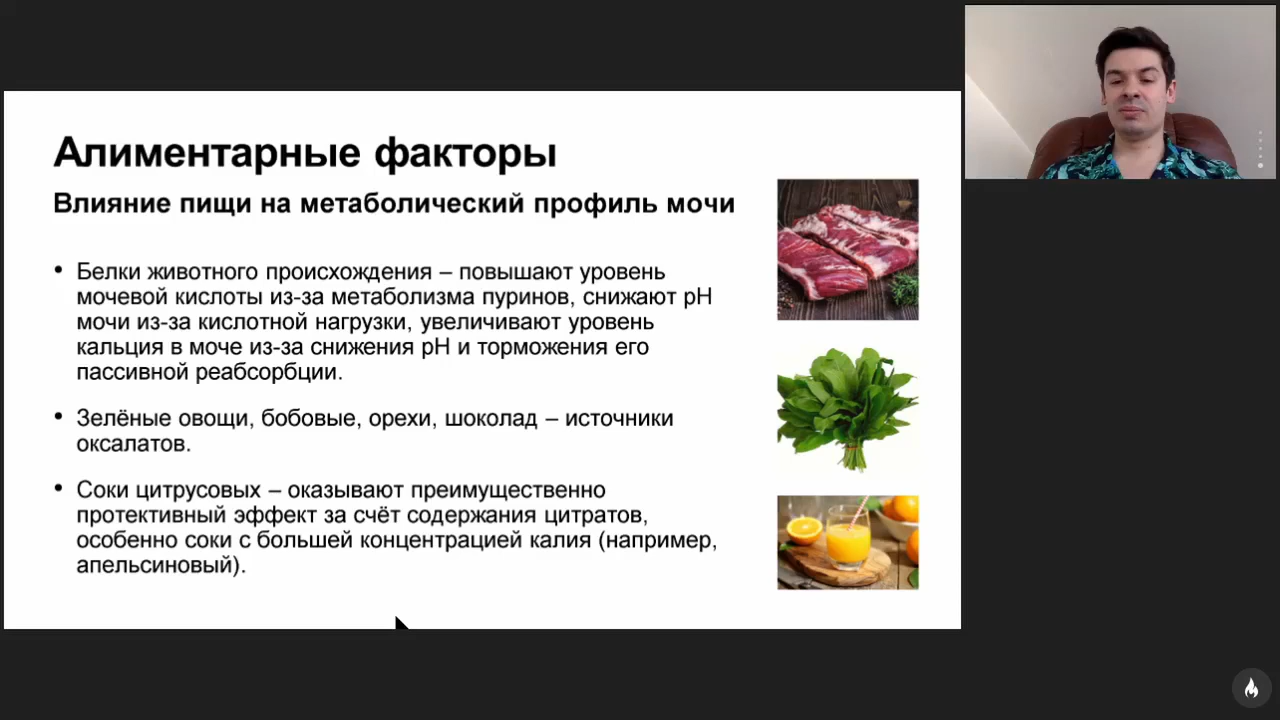 Алиментарные факторы
Влияние пищи на метаболический профиль мочи
• Белки животного происхождения – повышают уровень
мочевой кислоты из-за метаболизма пуринов, снижают pH
мочи из-за кислотной нагрузки, увеличивают уровень
кальция в моче из-за снижения pH и торможения его
пассивной реабсорбции.
• Зелёные овощи, бобовые, орехи, шоколад – источники
оксалатов.
• Соки цитрусовых – оказывают преимущественно
протективный эффект за счёт содержания цитратов,
особенно соки с большей концентрацией калия (например,
апельсиновый).